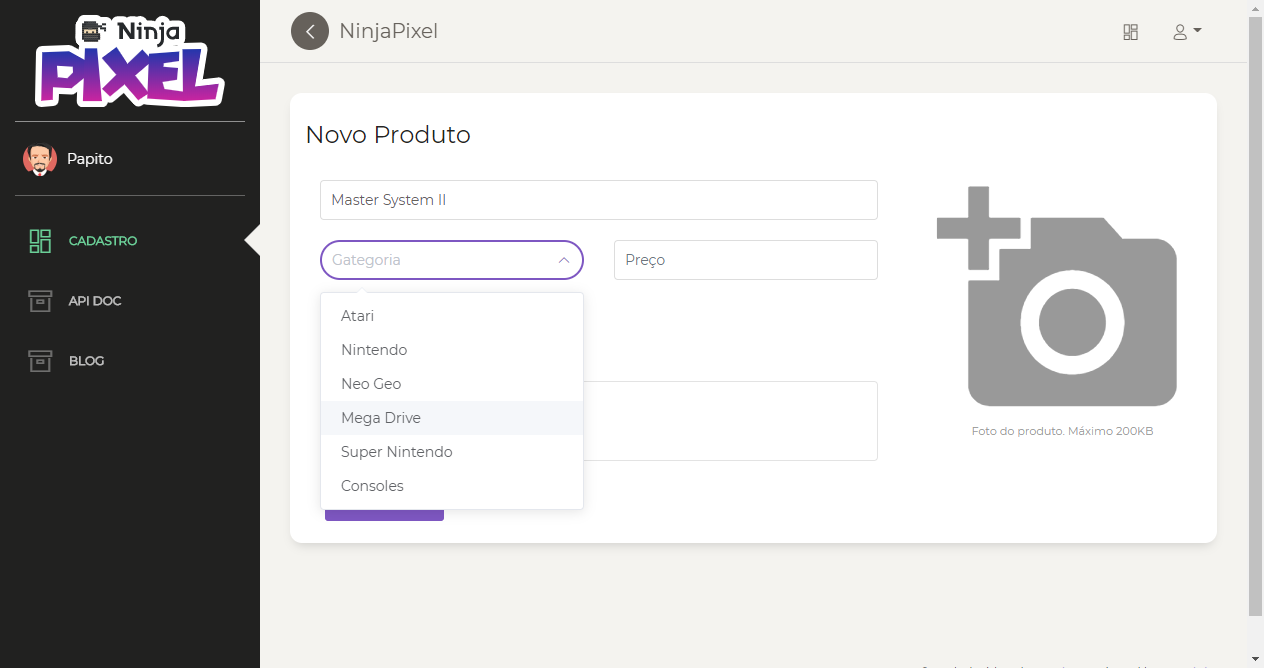 Ninja
PIXEL
NinjaPixel
Papito
CADASTRO
API DOC
BLOG
Novo Produto
Master System II
Gategoria
Preço
Atari
Nintendo
Neo Geo
Mega Drive
Super Nintendo
Consoles
Foto do produto. Máximo 200KB